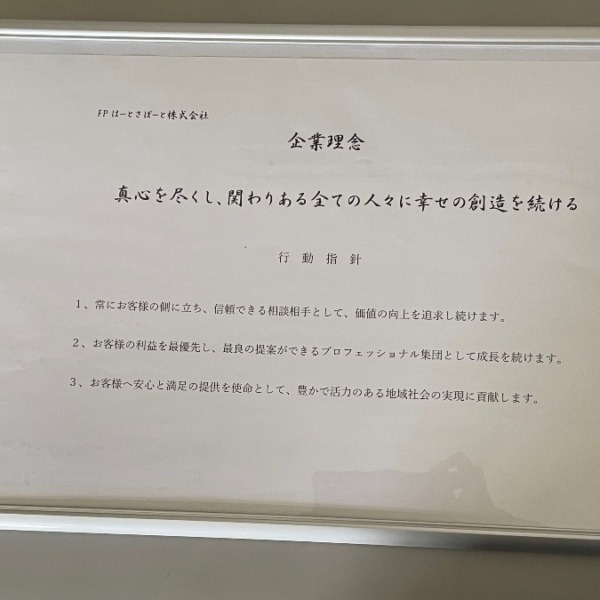 FP はーとさぽーと株式会社
企業理念
真心を尽くし、関わりある全ての人々に幸せの創造を続ける
行 動 指 針
１、常にお客様の側に立ち、信頼できる相談相手として、価値の向上を追求し続けます。
２、お客様の利益を最優先し、最良の提案ができるプロフェッショナル集団として成長を続けます。
３、お客様へ安心と満足の提供を使命として、豊かで活力のある地域社会の実現に貢献します。